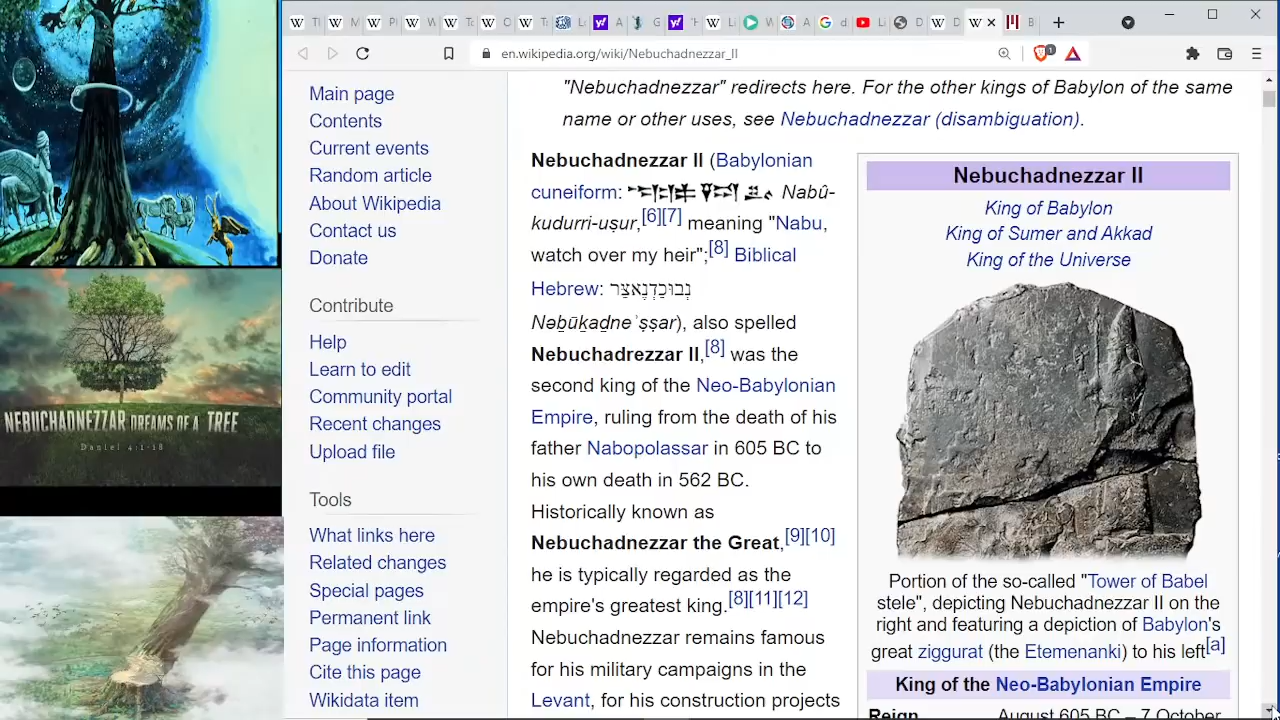 en.wikipedia.org/wiki/Nebuchadnezzar_II
Main page
Contents
Current events
Random article
About Wikipedia
Contact us
Donate
Contribute
Help
Learn to edit
Community portal
Recent changes
Upload file
Tools
What links here
Related changes
Special pages
Permanent link
Page information
Cite this page
Wikidata item
"Nebuchadnezzar" redirects here. For the other kings of Babylon of the same
name or other uses, see Nebuchadnezzar (disambiguation).
Nebuchadnezzar II (Babylonian
cuneiform: Nabû-
kudurri-uṣur,[6][7] meaning "Nabu,
watch over my heir";[8] Biblical
Hebrew: נְבוּכַדְנֶאצַּר
Nəḇūḵaḏneʾṣṣar), also spelled
Nebuchadrezzar II,[8] was the
second king of the Neo-Babylonian
Empire, ruling from the death of his
father Nabopolassar in 605 BC to
his own death in 562 BC.
Historically known as
Nebuchadnezzar the Great,[9][10]
he is typically regarded as the
empire's greatest king.[8][11][12]
Nebuchadnezzar remains famous
for his military campaigns in the
Levant, for his construction projects
Nebuchadnezzar II
King of Babylon
King of Sumer and Akkad
King of the Universe
Portion of the so-called "Tower of Babel
stele", depicting Nebuchadnezzar II on the
right and featuring a depiction of Babylon's
great ziggurat (the Etemenanki) to his left[a]
King of the Neo-Babylonian Empire
Reign August 605 BC – 7 October
NEBUCHADNEZZAR DREAMS OF A TREE
Daniel 4:1-18